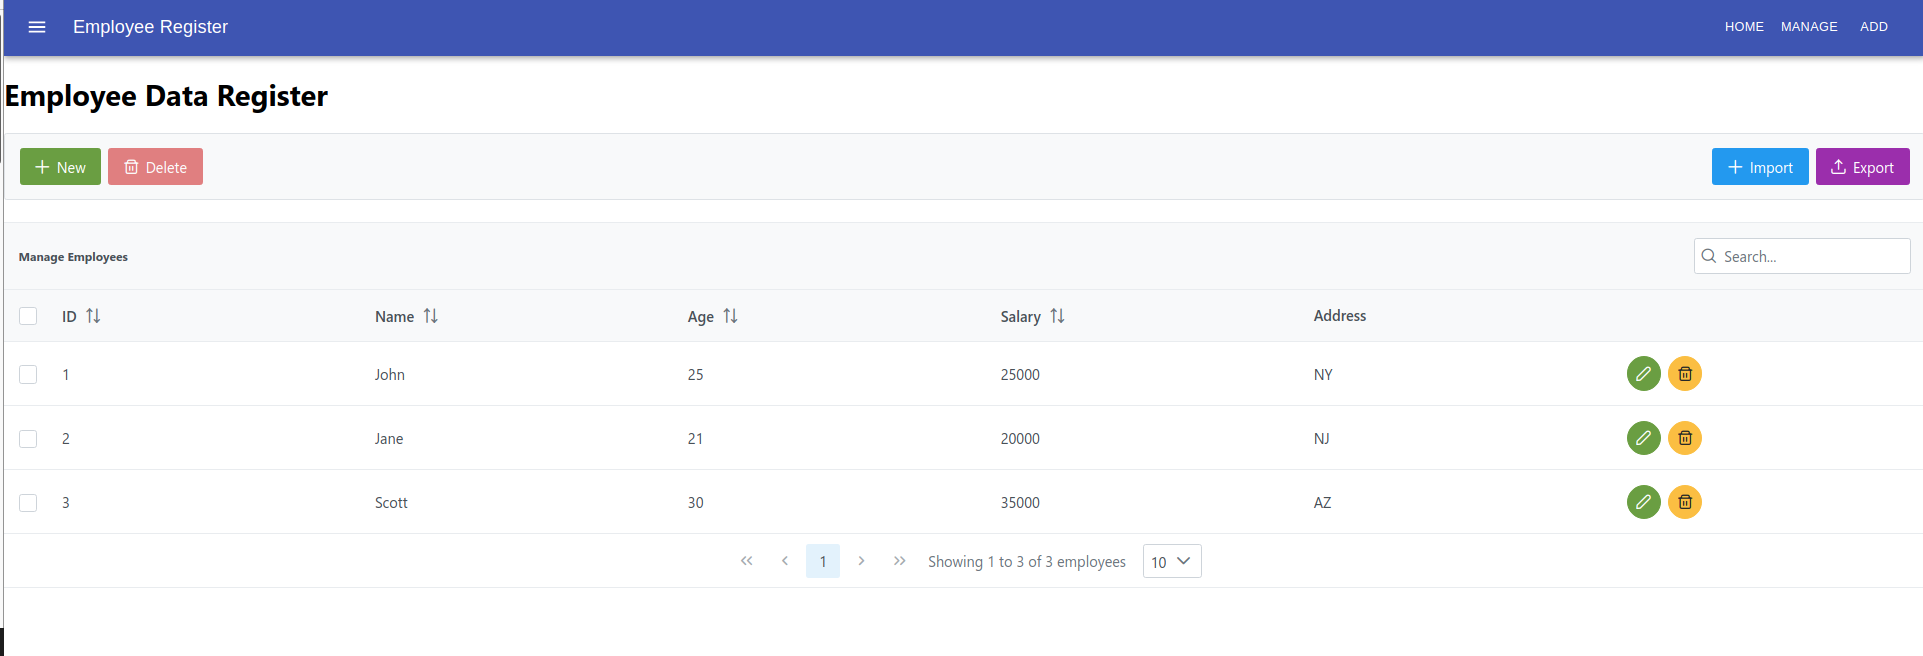 Employee Register HOME MANAGE ADD
Employee Data Register
New Delete Import Export
Manage Employees Search...
ID Name Age Salary Address
1 John 25 25000 NY
2 Jane 21 20000 NJ
3 Scott 30 35000 AZ
1 Showing 1 to 3 of 3 employees 10